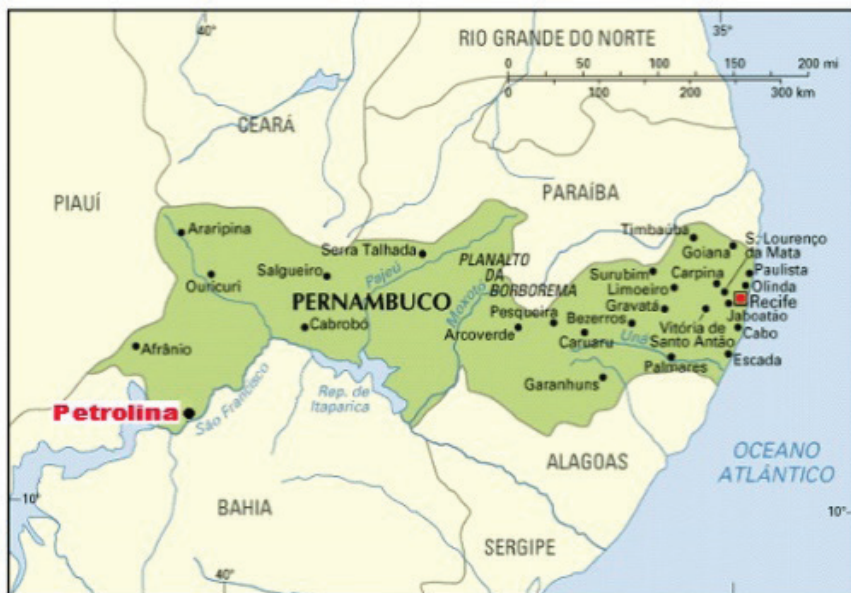 40°
35°
RIO GRANDE DO NORTE
0 50 100 150 200 mi
0 100 200 300 km
CEARÁ
PIAUÍ
PARAÍBA
Araripina
Timbaúba
Serra Talhada
Goiana
S. Lourenço
da Mata
PLANALTO
DA
BORBOREMA
Pajeú
Salgueiro
Surubim
Carpina
Paulista
Ouricurí
Limoeiro
Olinda
PERNAMBUCO
Moxoto
Gravatá
Recife
Pesqueira
Bezerros
Jaboatão
Cabrobó
Arcoverde
Caruaru
Vitória de
Santo Antão
Cabo
Una
Afrânio
Palmares
Escada
Garanhuns
Petrolina
São Francisco
Rep. de
Itaparica
ALAGOAS
OCEANO
ATLÁNTICO
10°
BAHIA
10°
SERGIPE
40°